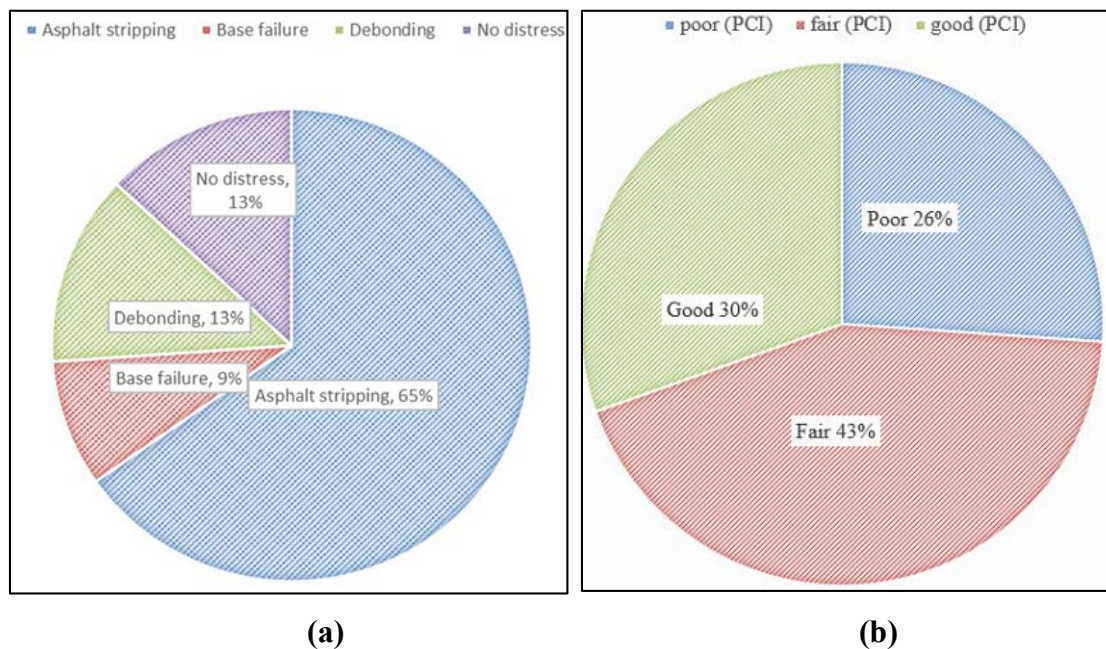 Asphalt stripping Base failure Debonding No distress
No distress,
13%
Debonding, 13%
Base failure, 9%
Asphalt stripping, 65%
(a)
poor (PCI) fair (PCI) good (PCI)
Poor 26%
Good 30%
Fair 43%
(b)